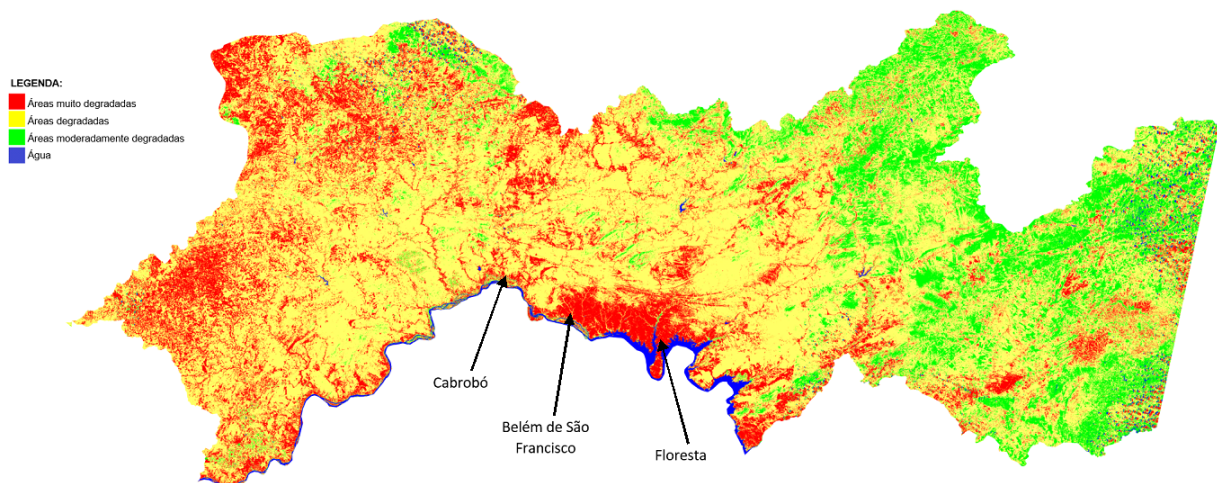 LEGENDA:
Áreas muito degradadas
Áreas degradadas
Áreas moderadamente degradadas
Água
Cabrobó
Belém de São
Francisco
Floresta